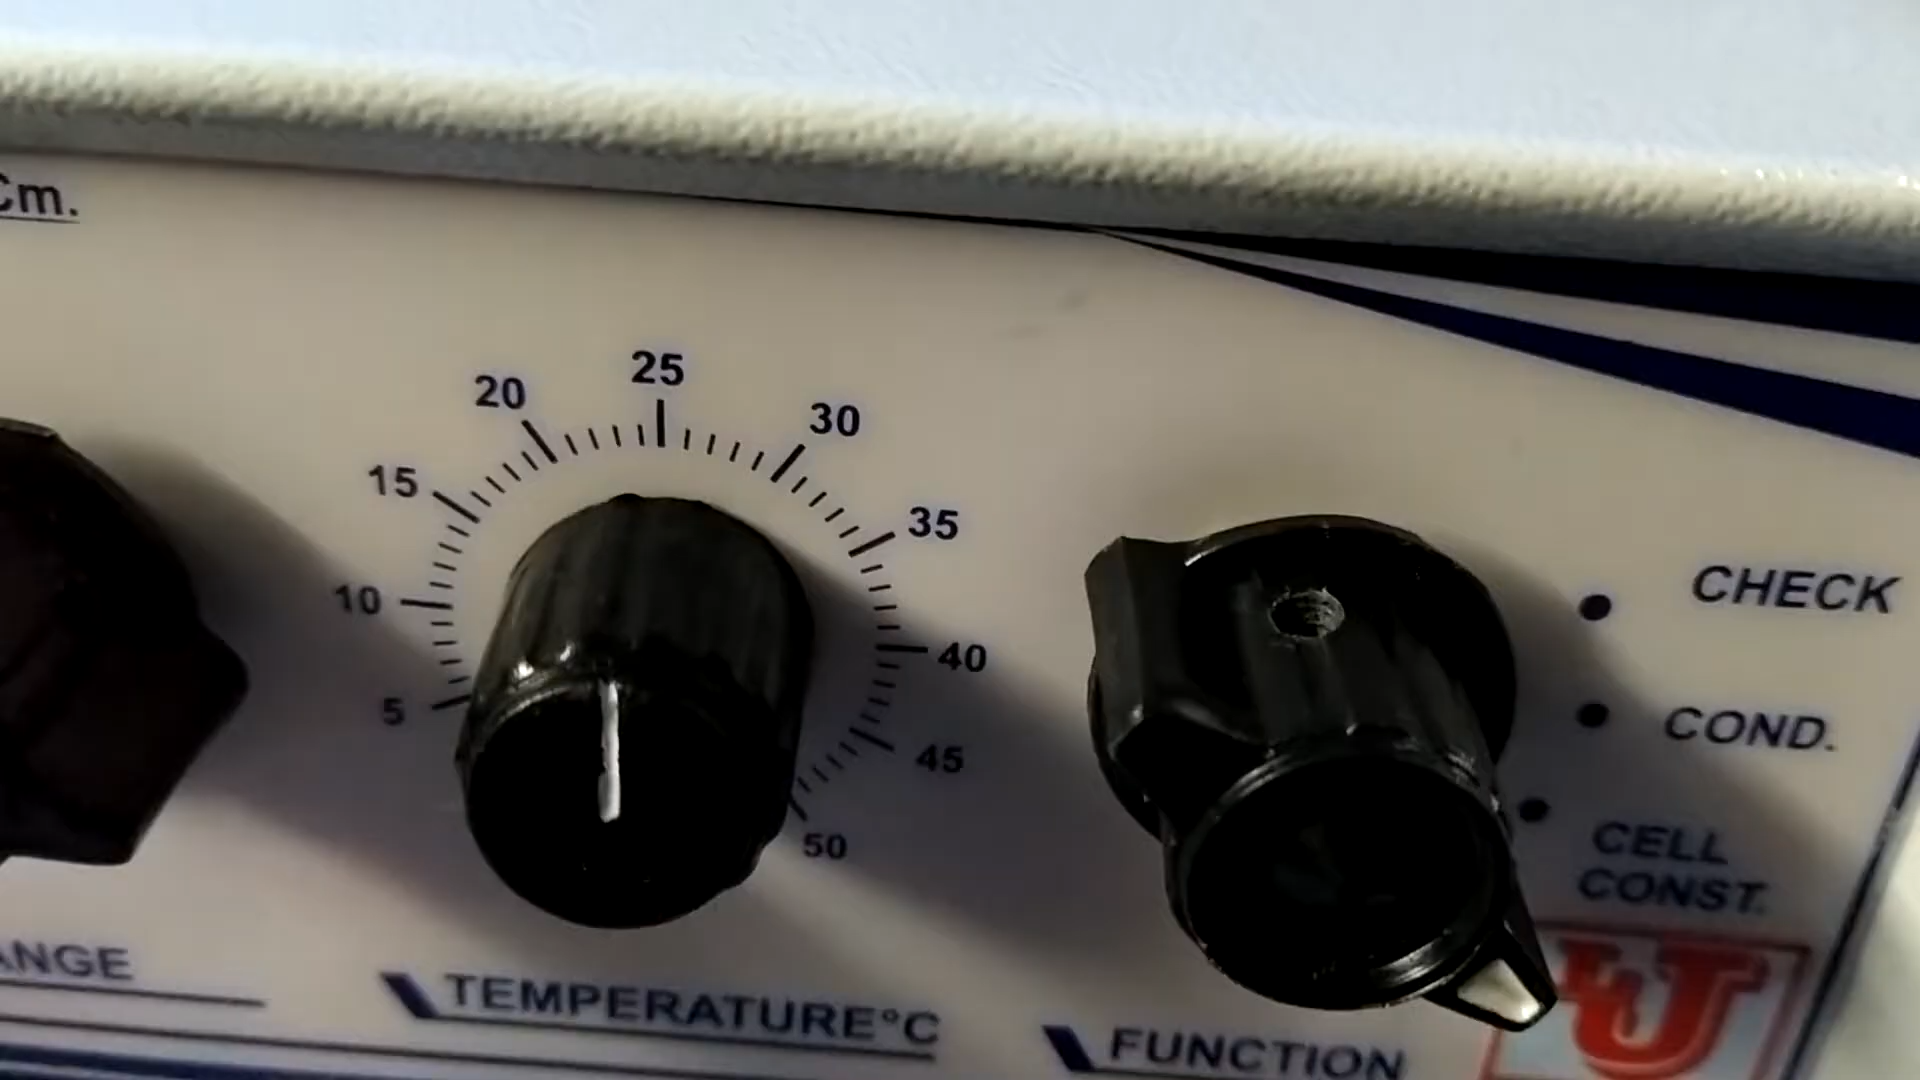 Cm.
25
20
30
15
35
10
40
5
45
50
CHECK
COND.
CELL
CONST.
ANGE
TEMPERATURE°C
FUNCTION
U